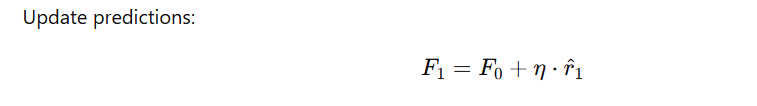 Update predictions:
F₁ = F₀ + η · r̂₁